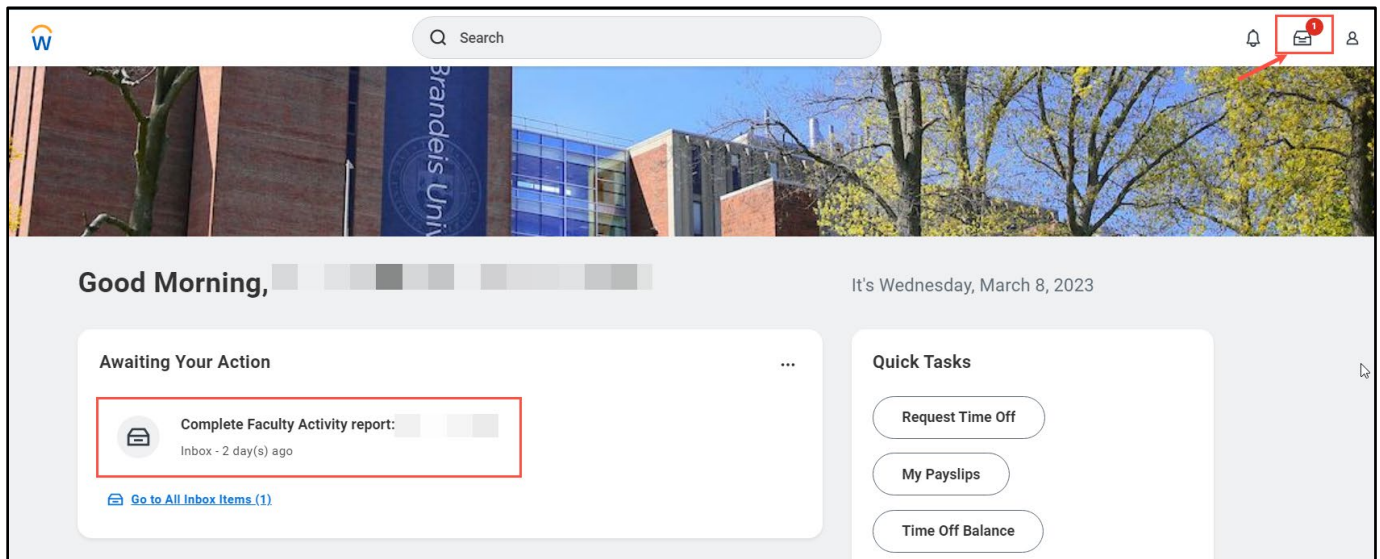 W
Search
1
Brandeis Univ
Good Morning,
It's Wednesday, March 8, 2023
Awaiting Your Action
...
Quick Tasks
Complete Faculty Activity report:
Inbox - 2 day(s) ago
Go to All Inbox Items (1)
Request Time Off
My Payslips
Time Off Balance